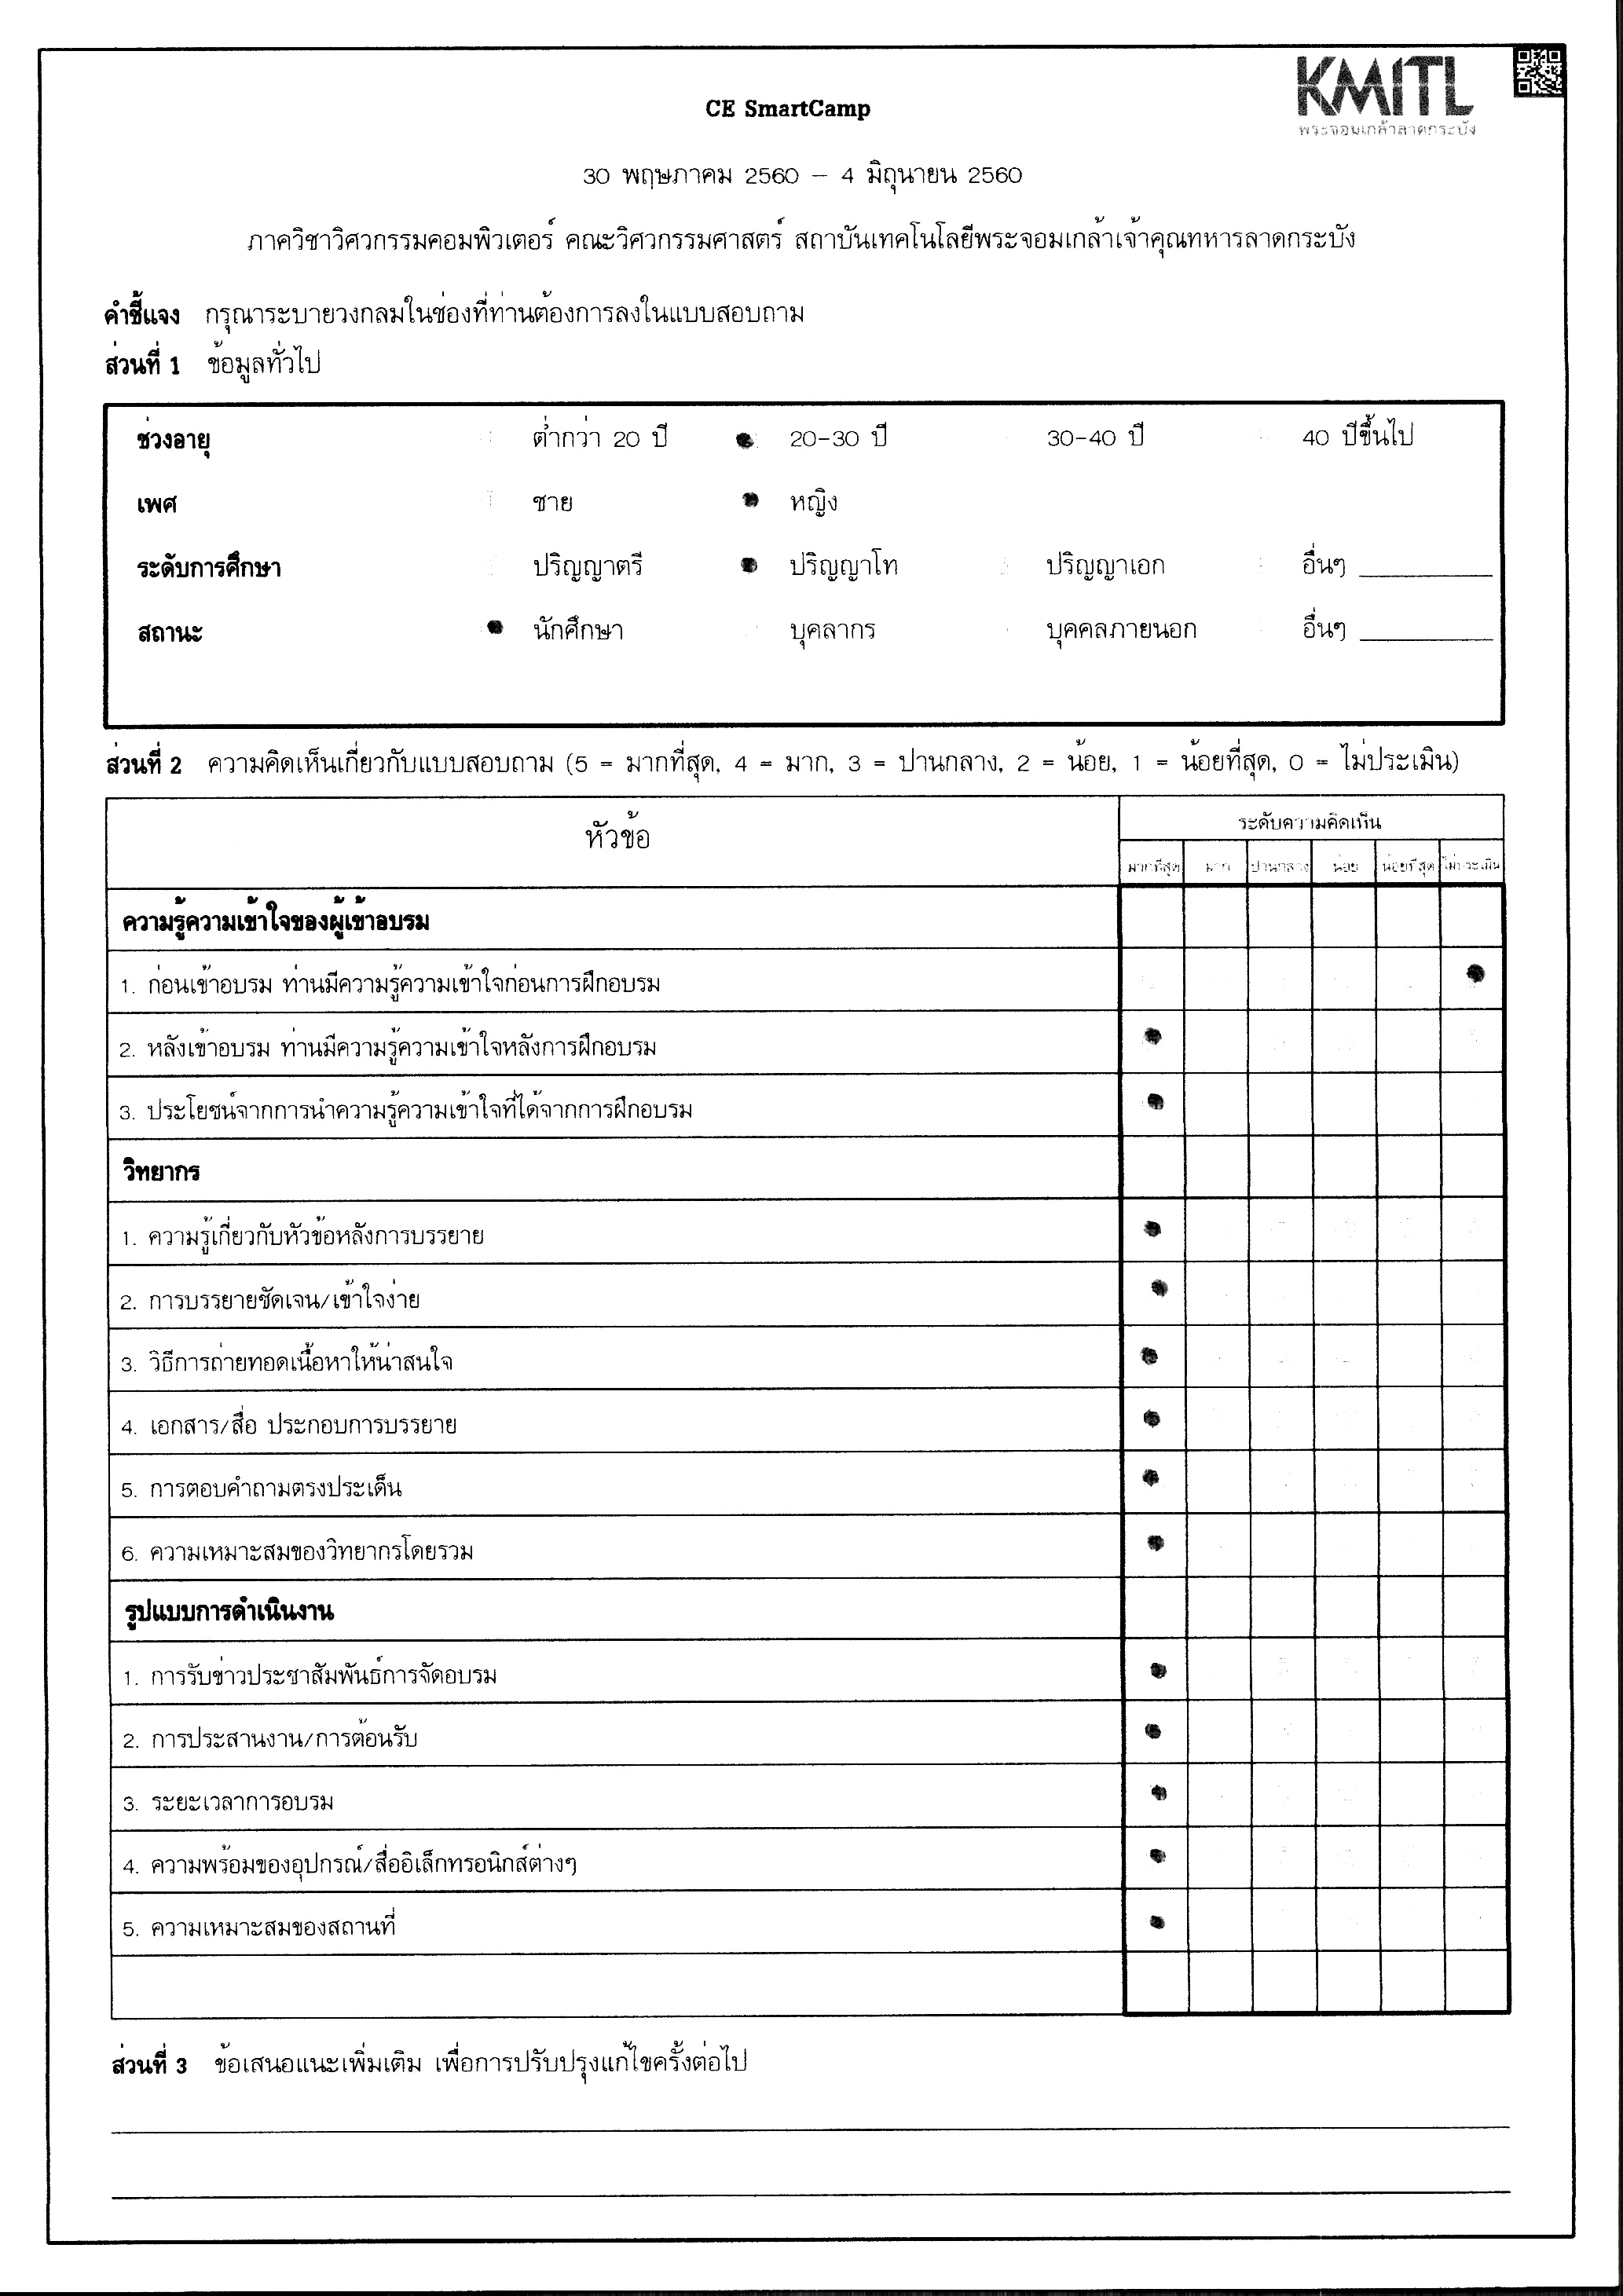 KMITL
พระจอมเกล้าลาดกระบัง
CE SmartCamp
30 พฤษภาคม 2560 – 4 มิถุนายน 2560
ภาควิชาวิศวกรรมคอมพิวเตอร์ คณะวิศวกรรมศาสตร์ สถาบันเทคโนโลยีพระจอมเกล้าเจ้าคุณทหารลาดกระบัง
คำชี้แจง กรุณาระบายวงกลมในช่องที่ท่านต้องการลงในแบบสอบถาม
ส่วนที่ 1 ข้อมูลทั่วไป
ช่วงอายุ ต่ำกว่า 20 ปี 20-30 ปี 30-40 ปี 40 ปีขึ้นไป
เพศ ชาย หญิง
ระดับการศึกษา ปริญญาตรี ปริญญาโท ปริญญาเอก อื่นๆ
สถานะ นักศึกษา บุคลากร บุคคลภายนอก อื่นๆ
ส่วนที่ 2 ความคิดเห็นเกี่ยวกับแบบสอบถาม (5 = มากที่สุด, 4 = มาก, 3 = ปานกลาง, 2 = น้อย, 1 = น้อยที่สุด, 0 = ไม่ประเมิน)
หัวข้อ ระดับความคิดเห็น
มากที่สุด มาก ปานกลาง น้อย น้อยที่สุด ไม่ประเมิน
ความรู้ความเข้าใจของผู้เข้าอบรม
1. ก่อนเข้าอบรม ท่านมีความรู้ความเข้าใจก่อนการฝึกอบรม
2. หลังเข้าอบรม ท่านมีความรู้ความเข้าใจหลังการฝึกอบรม
3. ประโยชน์จากการนำความรู้ความเข้าใจที่ได้จากการฝึกอบรม
วิทยากร
1. ความรู้เกี่ยวกับหัวข้อหลังการบรรยาย
2. การบรรยายชัดเจน/เข้าใจง่าย
3. วิธีการถ่ายทอดเนื้อหาให้น่าสนใจ
4. เอกสาร/สื่อ ประกอบการบรรยาย
5. การตอบคำถามตรงประเด็น
6. ความเหมาะสมของวิทยากรโดยรวม
รูปแบบการดำเนินงาน
1. การรับข่าวประชาสัมพันธ์การจัดอบรม
2. การประสานงาน/การต้อนรับ
3. ระยะเวลาการอบรม
4. ความพร้อมของอุปกรณ์/สื่ออิเล็กทรอนิกส์ต่างๆ
5. ความเหมาะสมของสถานที่
ส่วนที่ 3 ข้อเสนอแนะเพิ่มเติม เพื่อการปรับปรุงแก้ไขครั้งต่อไป